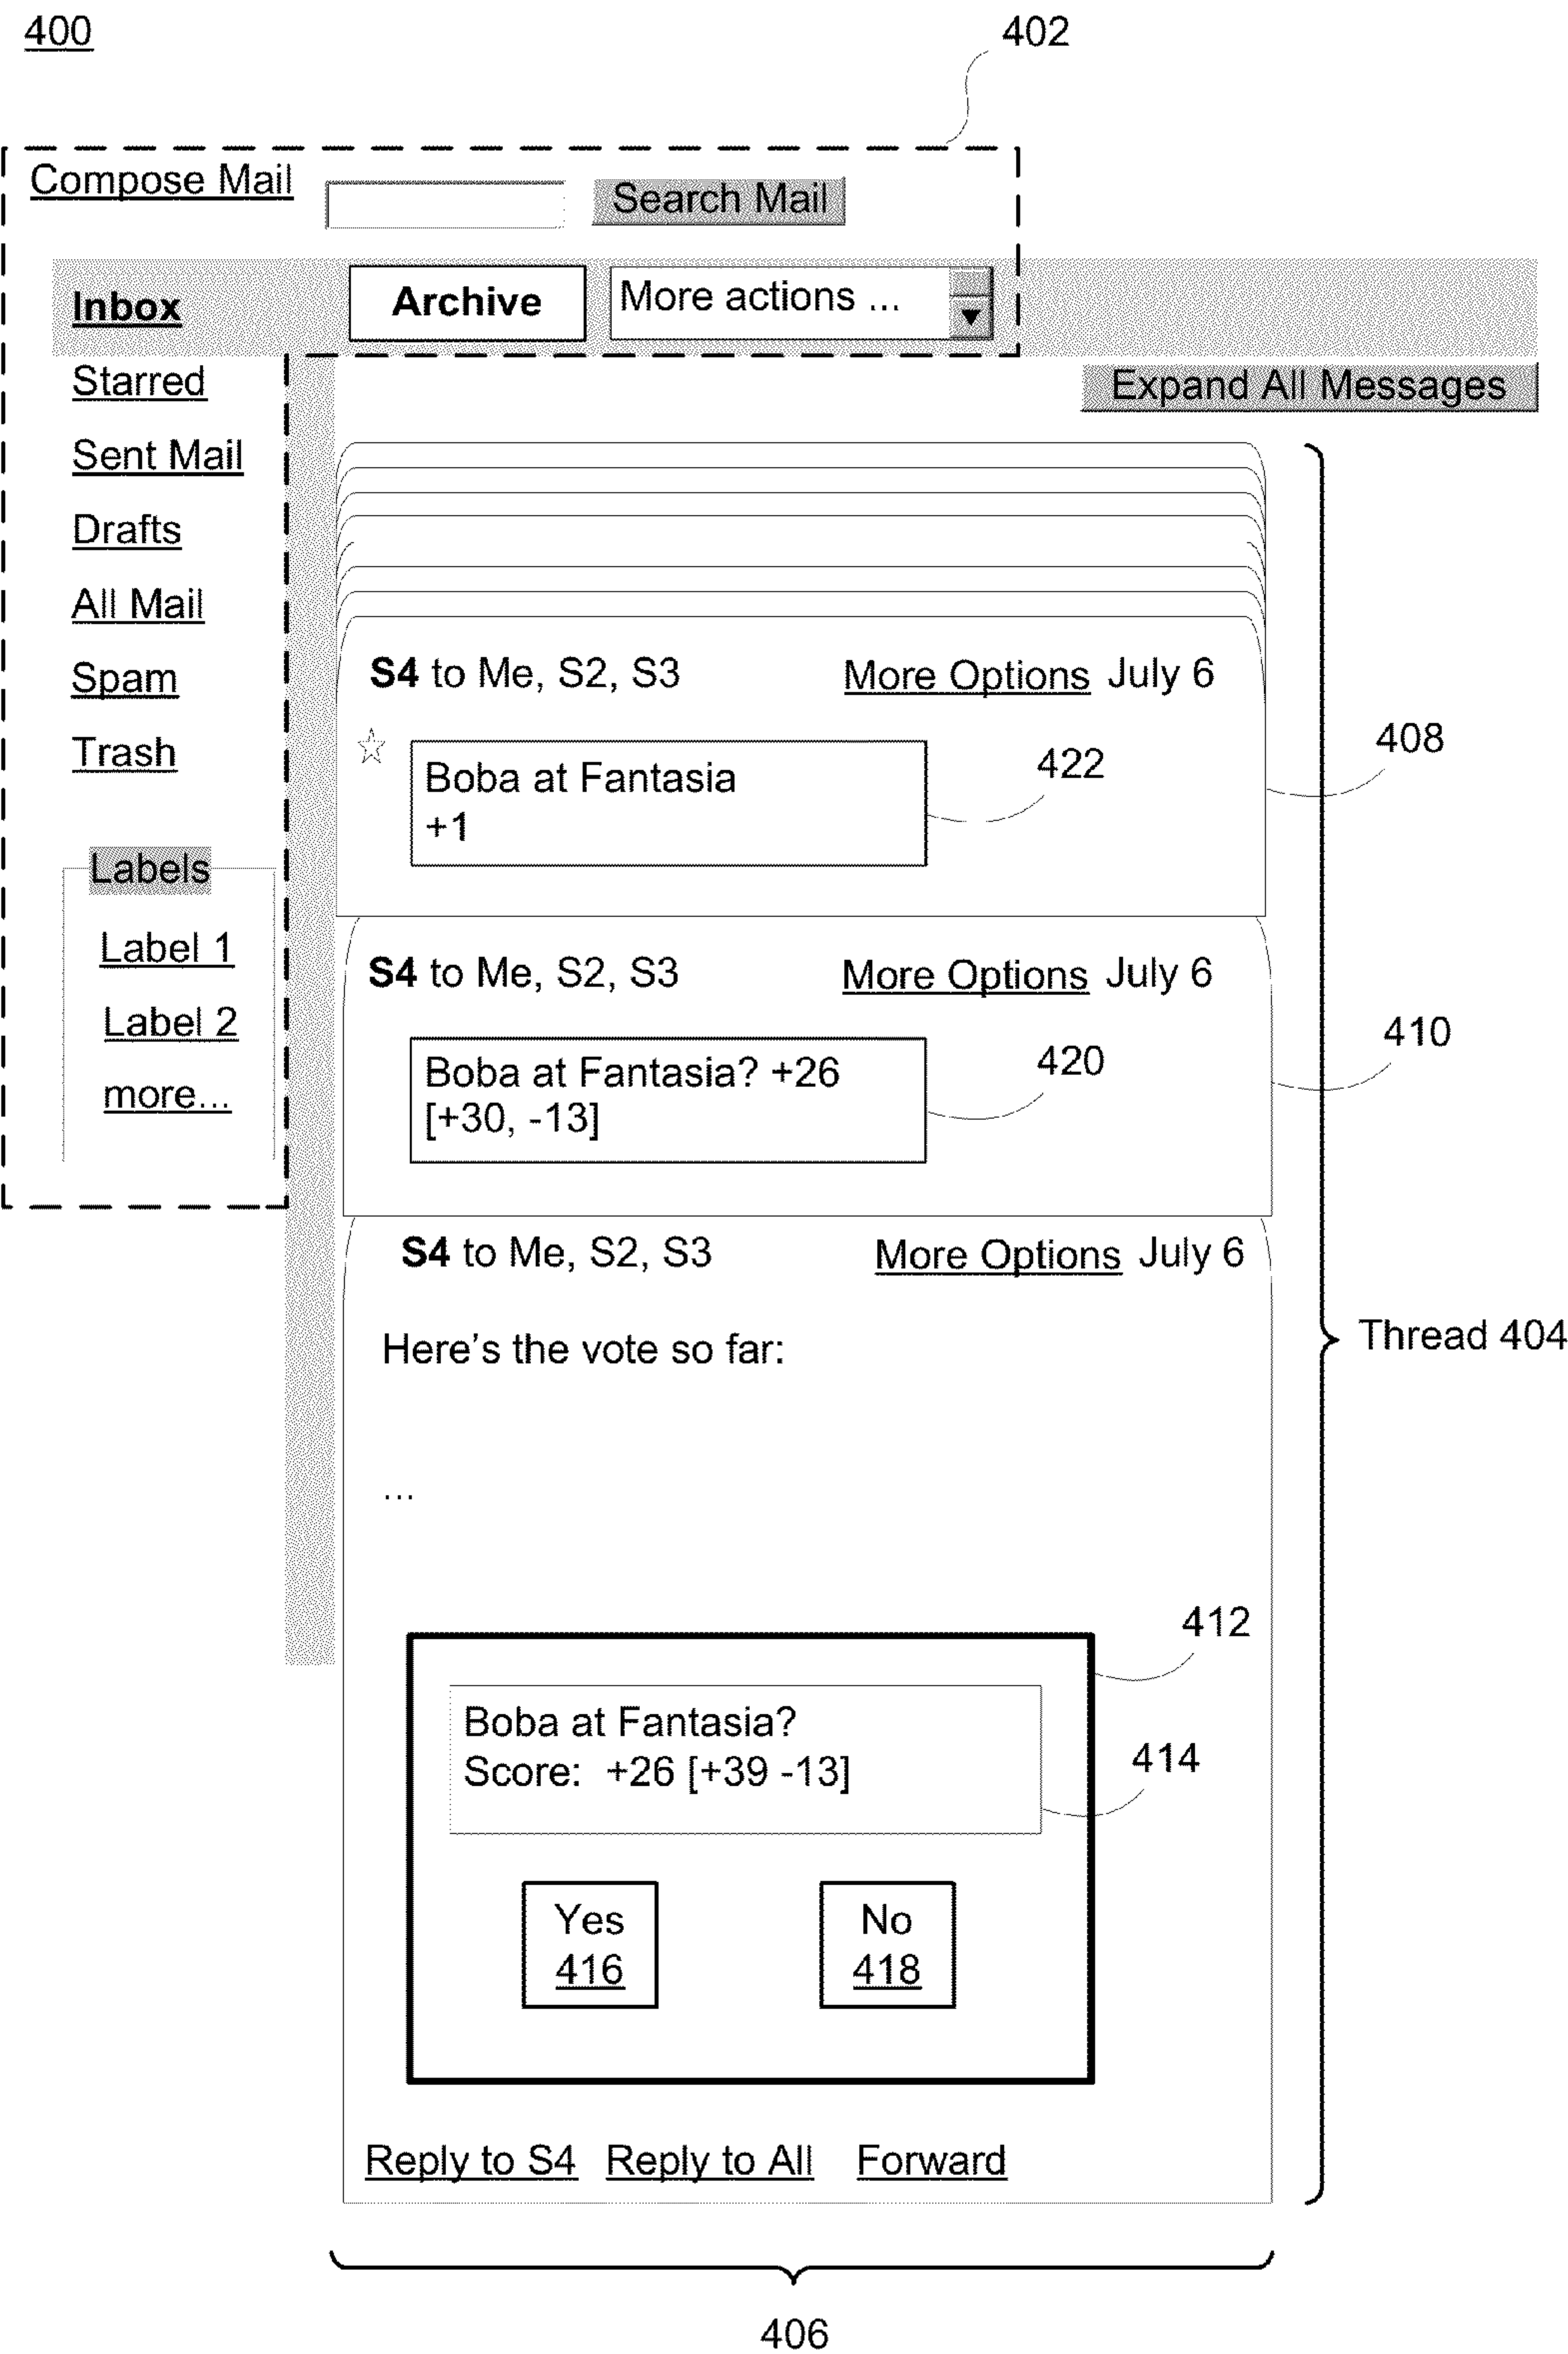 400
402
Compose Mail
Search Mail
Inbox
Archive
More actions ...
Starred
Expand All Messages
Sent Mail
Drafts
All Mail
Spam
Trash
Labels
Label 1
Label 2
more...
S4 to Me, S2, S3 More Options July 6
Boba at Fantasia
+1
422
408
S4 to Me, S2, S3 More Options July 6
Boba at Fantasia? +26
[+30, -13]
420
410
S4 to Me, S2, S3 More Options July 6
Here's the vote so far:
...
Thread 404
412
Boba at Fantasia?
Score: +26 [+39 -13]
414
Yes
416
No
418
Reply to S4 Reply to All Forward
406